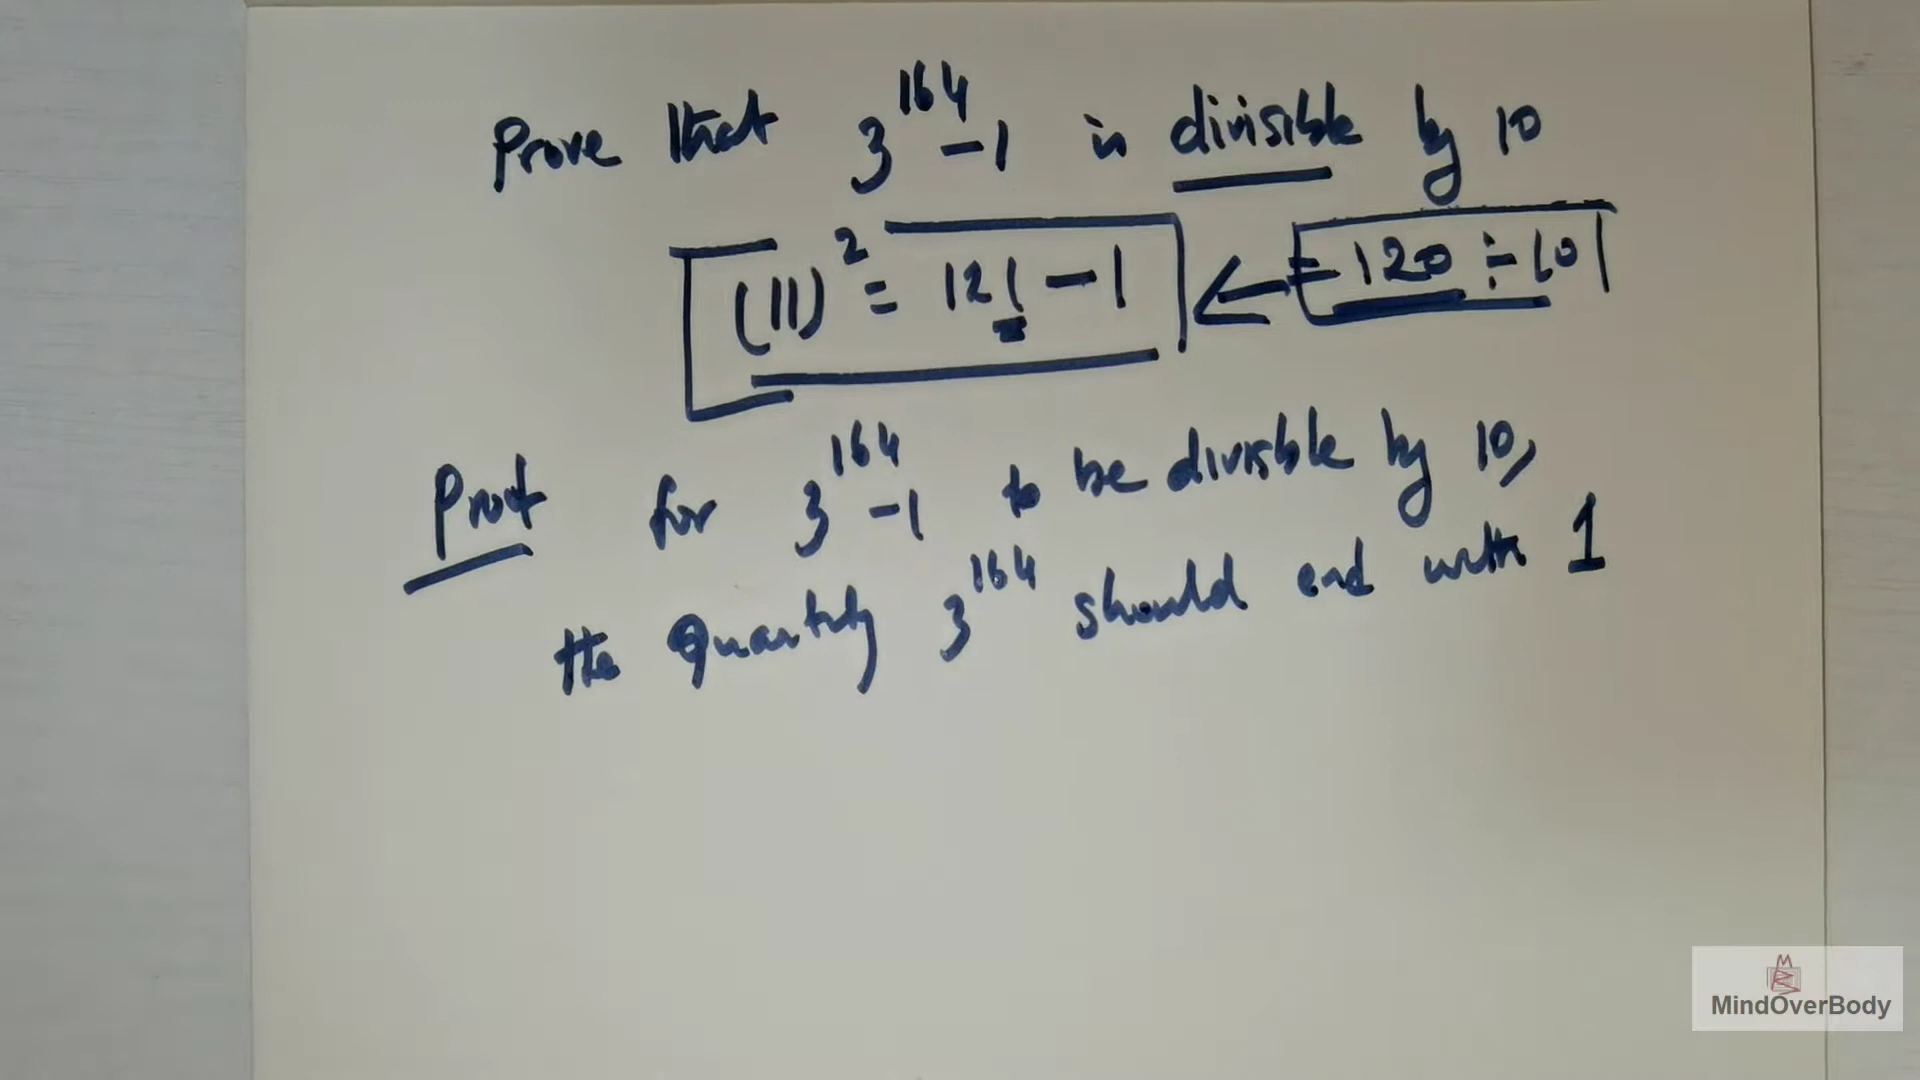 Prove that 3^164 - 1 is divisible by 10
(11)^2 = 121 - 1 ← = 120 ÷ 10
Proof for 3^164 - 1 to be divisible by 10,
the quantity 3^164 should end with 1
M
MindOverBody